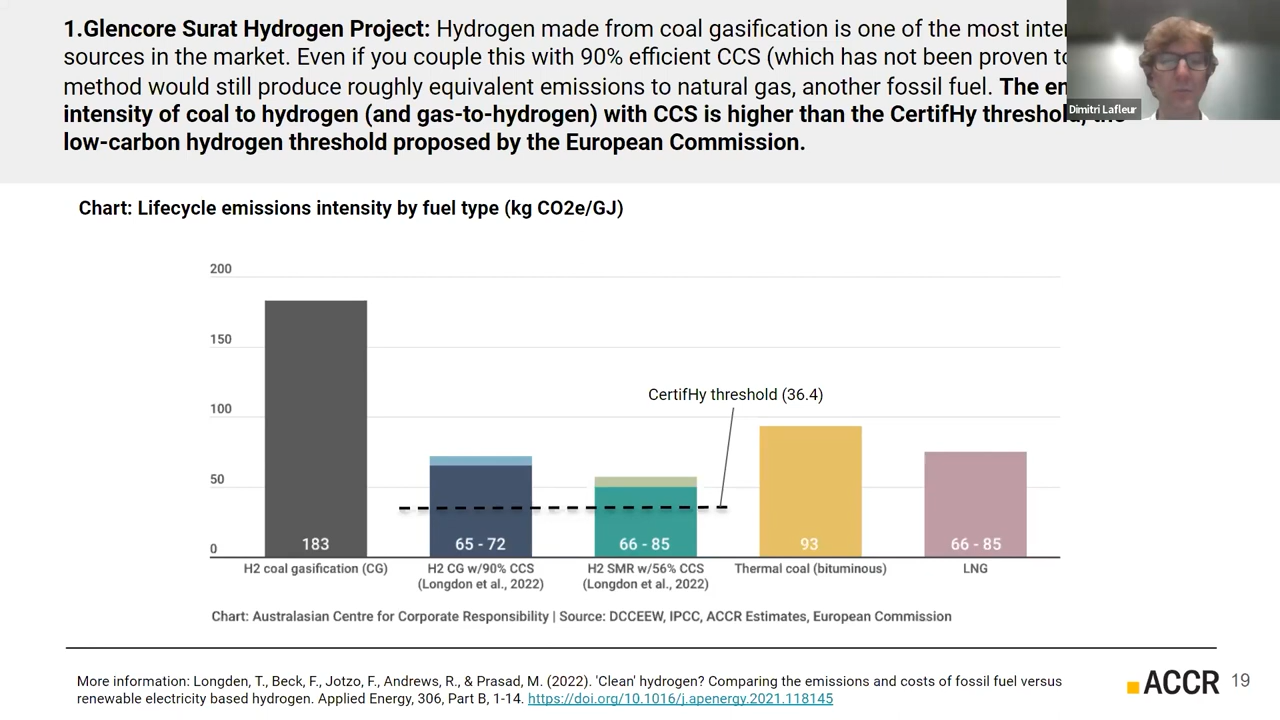 1.Glencore Surat Hydrogen Project: Hydrogen made from coal gasification is one of the most
sources in the market. Even if you couple this with 90% efficient CCS (which has not been proven
method would still produce roughly equivalent emissions to natural gas, another fossil fuel. The
intensity of coal to hydrogen (and gas-to-hydrogen) with CCS is higher than the CertifHy threshold,
low-carbon hydrogen threshold proposed by the European Commission.
Dimitri Lafleur
Chart: Lifecycle emissions intensity by fuel type (kg CO2e/GJ)
200
150
100
50
0
CertifHy threshold (36.4)
183
65 - 72
66 - 85
93
66 - 85
H2 coal gasification (CG)
H2 CG w/90% CCS
(Longdon et al., 2022)
H2 SMR w/56% CCS
(Longdon et al., 2022)
Thermal coal (bituminous)
LNG
Chart: Australasian Centre for Corporate Responsibility | Source: DCCEEW, IPCC, ACCR Estimates, European Commission
More information: Longden, T., Beck, F., Jotzo, F., Andrews, R., & Prasad, M. (2022). 'Clean' hydrogen? Comparing the emissions and costs of fossil fuel versus
renewable electricity based hydrogen. Applied Energy, 306, Part B, 1-14. https://doi.org/10.1016/j.apenergy.2021.118145
ACCR 19